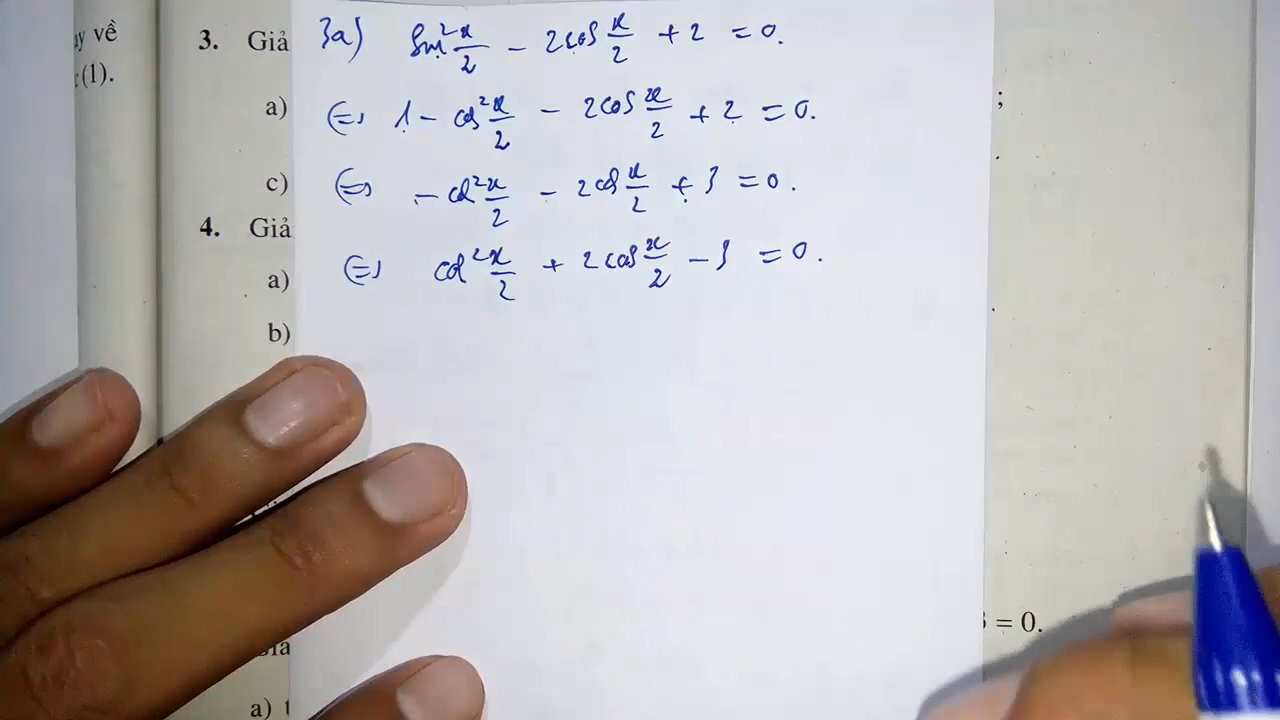 ay về
(1).
3. Giả
a)
c)
4. Giả
a)
b)
a) t
;
= 0.
3a) sin²x/2 - 2cos x/2 + 2 = 0.
⇔ 1 - cos²x/2 - 2cos x/2 + 2 = 0.
⇔ - cos²x/2 - 2cos x/2 + 3 = 0.
⇔ cos²x/2 + 2cos x/2 - 3 = 0.